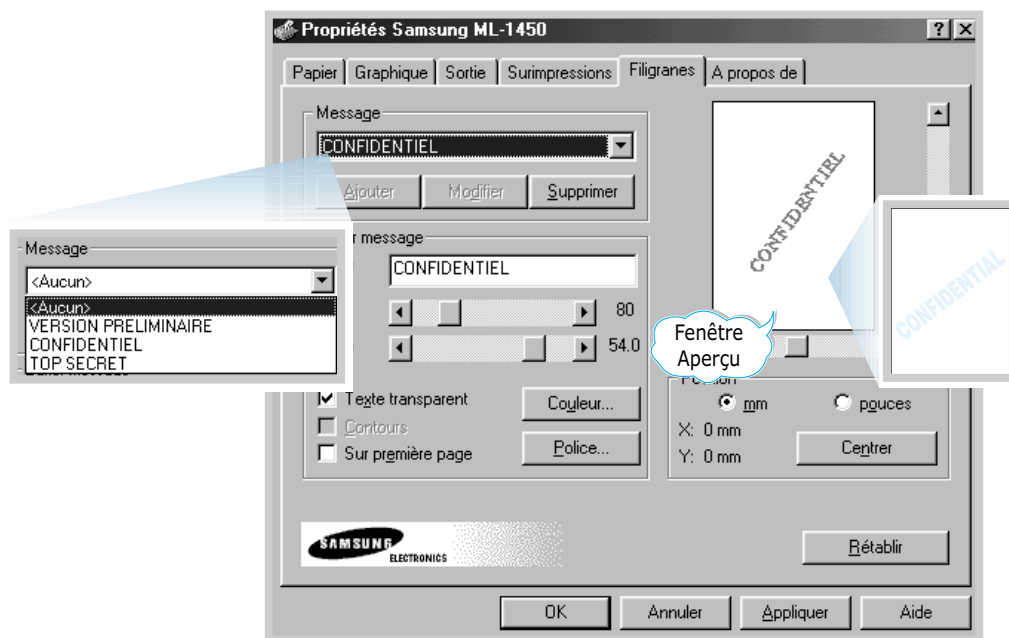 Propriétés Samsung ML-1450
Papier Graphique Sortie Surimpressions Filigranes A propos de
Message
CONFIDENTIEL
Ajouter Modifier Supprimer
Message
<Aucun>
<Aucun>
VERSION PRELIMINAIRE
CONFIDENTIEL
TOP SECRET
message
CONFIDENTIEL
80
54.0
Texte transparent
Contours
Sur première page
Couleur...
Police...
CONFIDENTIEL
CONFIDENTIAL
Fenêtre
Aperçu
Position
mm pouces
X: 0 mm
Y: 0 mm
Centrer
SAMSUNG
ELECTRONICS
Rétablir
OK Annuler Appliquer Aide